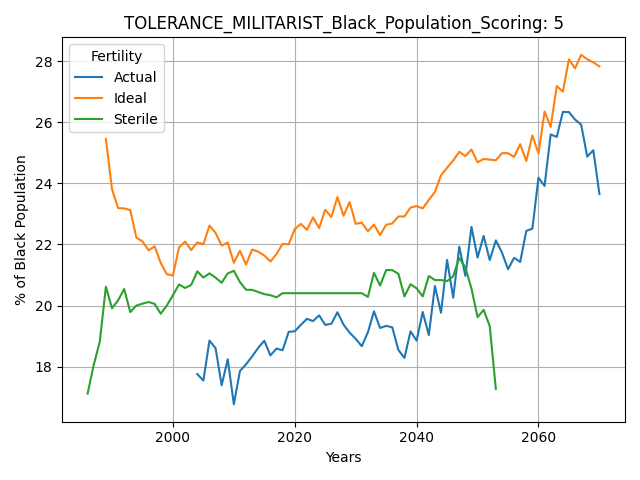 TOLERANCE_MILITARIST_Black_Population_Scoring: 5
Fertility
Actual
Ideal
Sterile
% of Black Population
28
26
24
22
20
18
2000 2020 2040 2060
Years